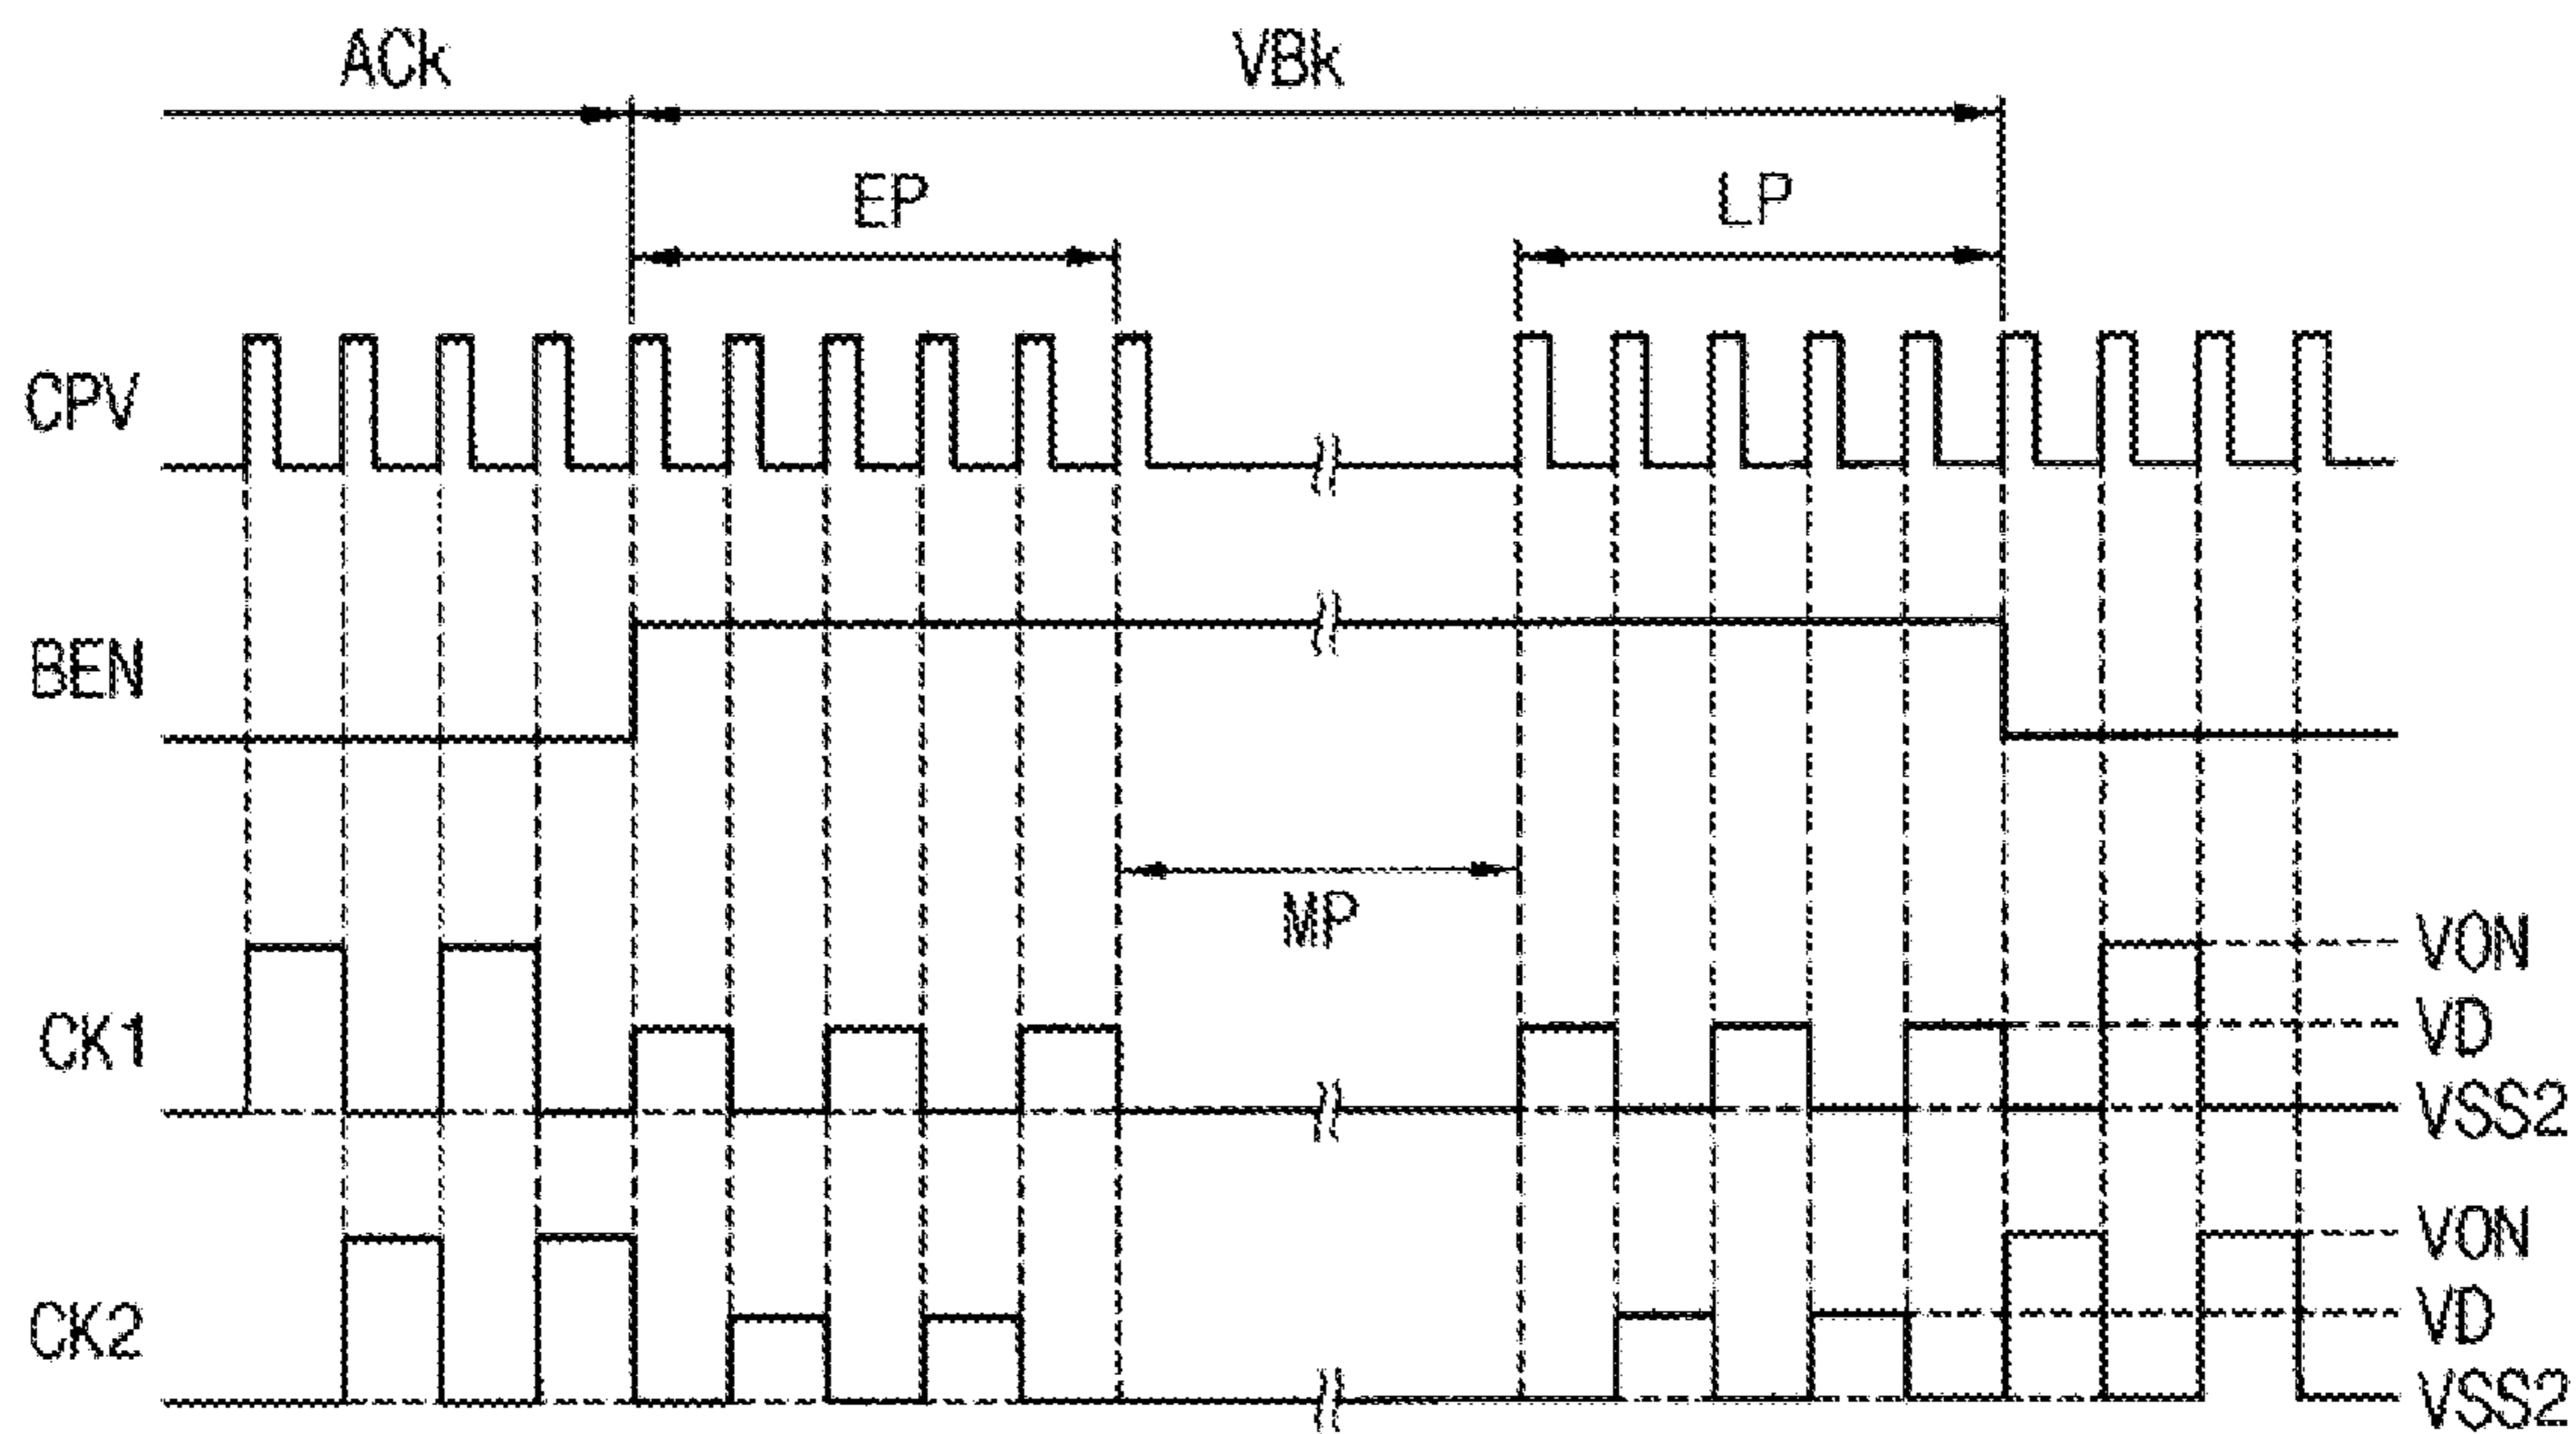 ACk
VBk
EP
LP
CPV
BEN
MP
VON
CK1
VD
VSS2
VON
CK2
VD
VSS2